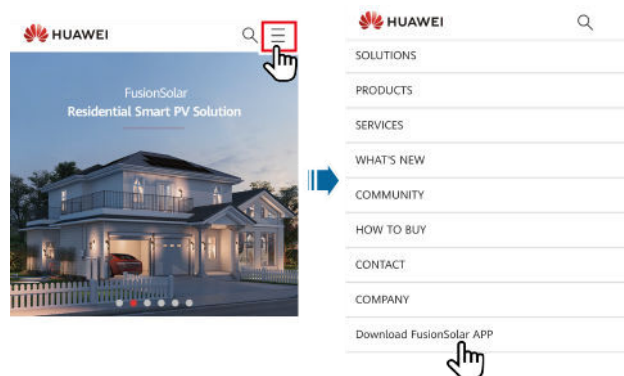 HUAWEI
FusionSolar
Residential Smart PV Solution
HUAWEI
SOLUTIONS
PRODUCTS
SERVICES
WHAT'S NEW
COMMUNITY
HOW TO BUY
CONTACT
COMPANY
Download FusionSolar APP